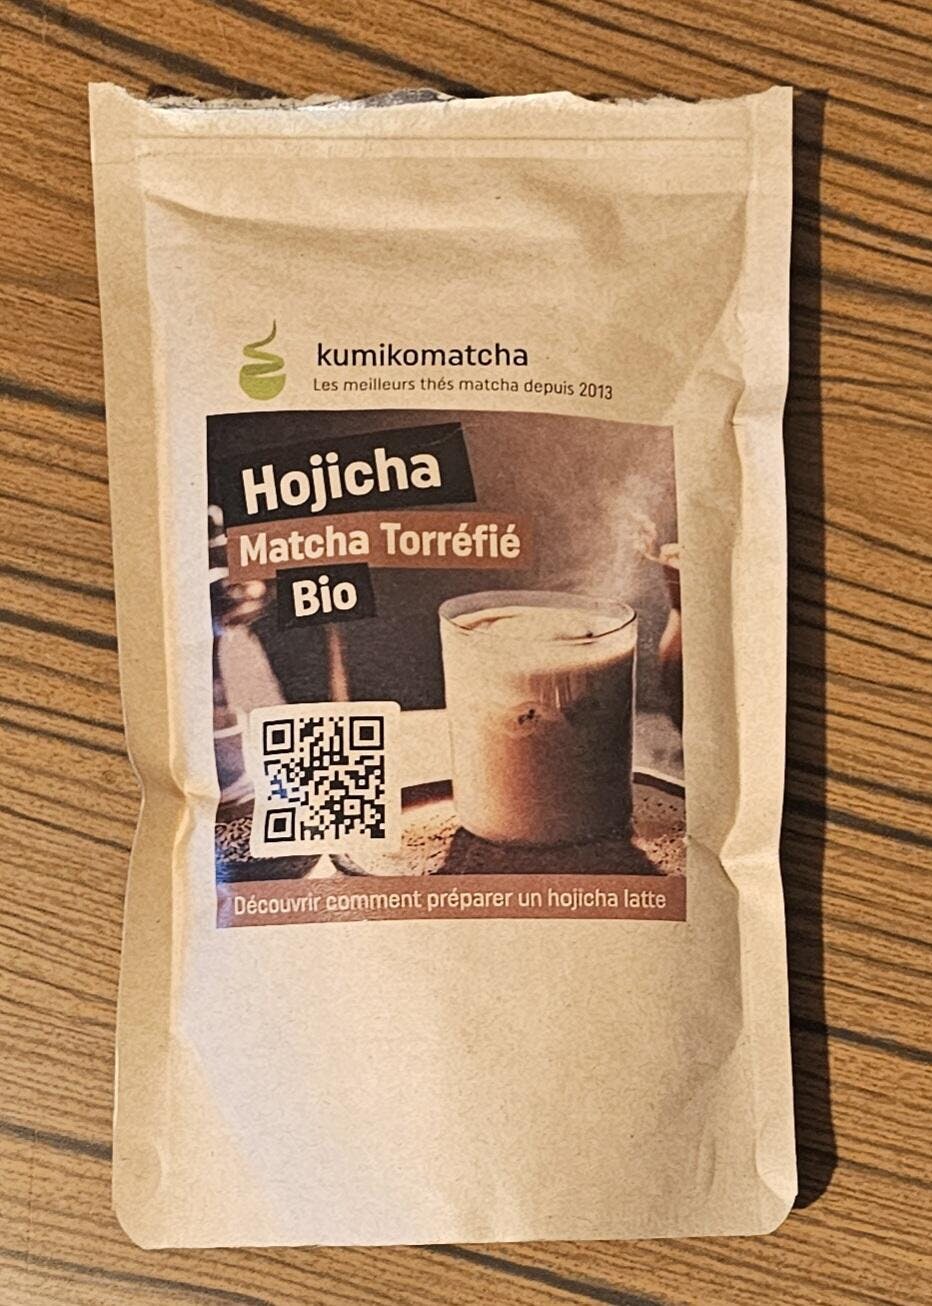 kumikomatcha
Les meilleurs thés matcha depuis 2013
Hojicha
Matcha Torréfié
Bio
Découvrir comment préparer un hojicha latte